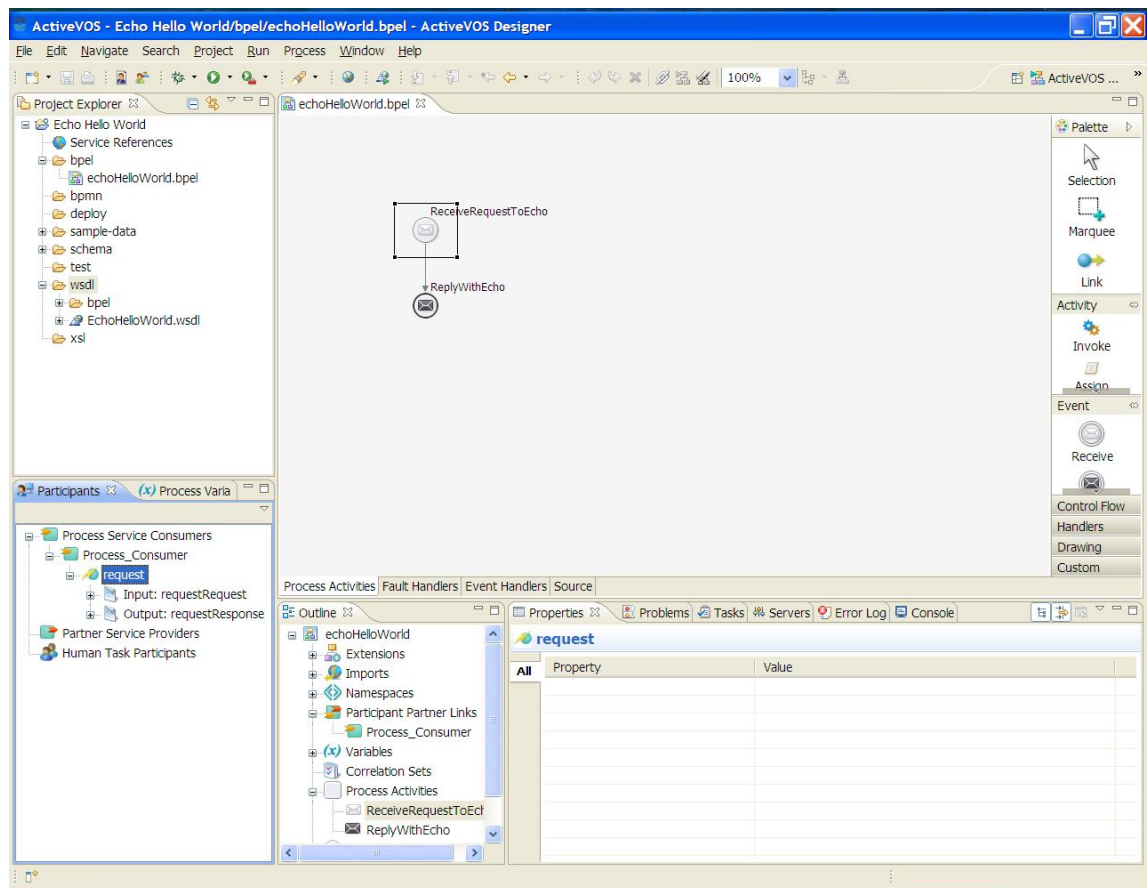 ActiveVOS - Echo Hello World/bpel/echoHelloWorld.bpel - ActiveVOS Designer
File Edit Navigate Search Project Run Process Window Help
100% ActiveVOS ... »
Project Explorer
Echo Hello World
Service References
bpel
echoHelloWorld.bpel
bpmn
deploy
sample-data
schema
test
wsdl
bpel
EchoHelloWorld.wsdl
xsl
echoHelloWorld.bpel
ReceiveRequestToEcho
ReplyWithEcho
Palette
Selection
Marquee
Link
Activity
Invoke
Assign
Event
Receive
Control Flow
Handlers
Drawing
Custom
Process Activities Fault Handlers Event Handlers Source
Participants (x) Process Varia
Process Service Consumers
Process_Consumer
request
Input: requestRequest
Output: requestResponse
Partner Service Providers
Human Task Participants
Outline
echoHelloWorld
Extensions
Imports
Namespaces
Participant Partner Links
Process_Consumer
(x) Variables
Correlation Sets
Process Activities
ReceiveRequestToEch
ReplyWithEcho
Properties Problems Tasks Servers Error Log Console
request
All Property Value